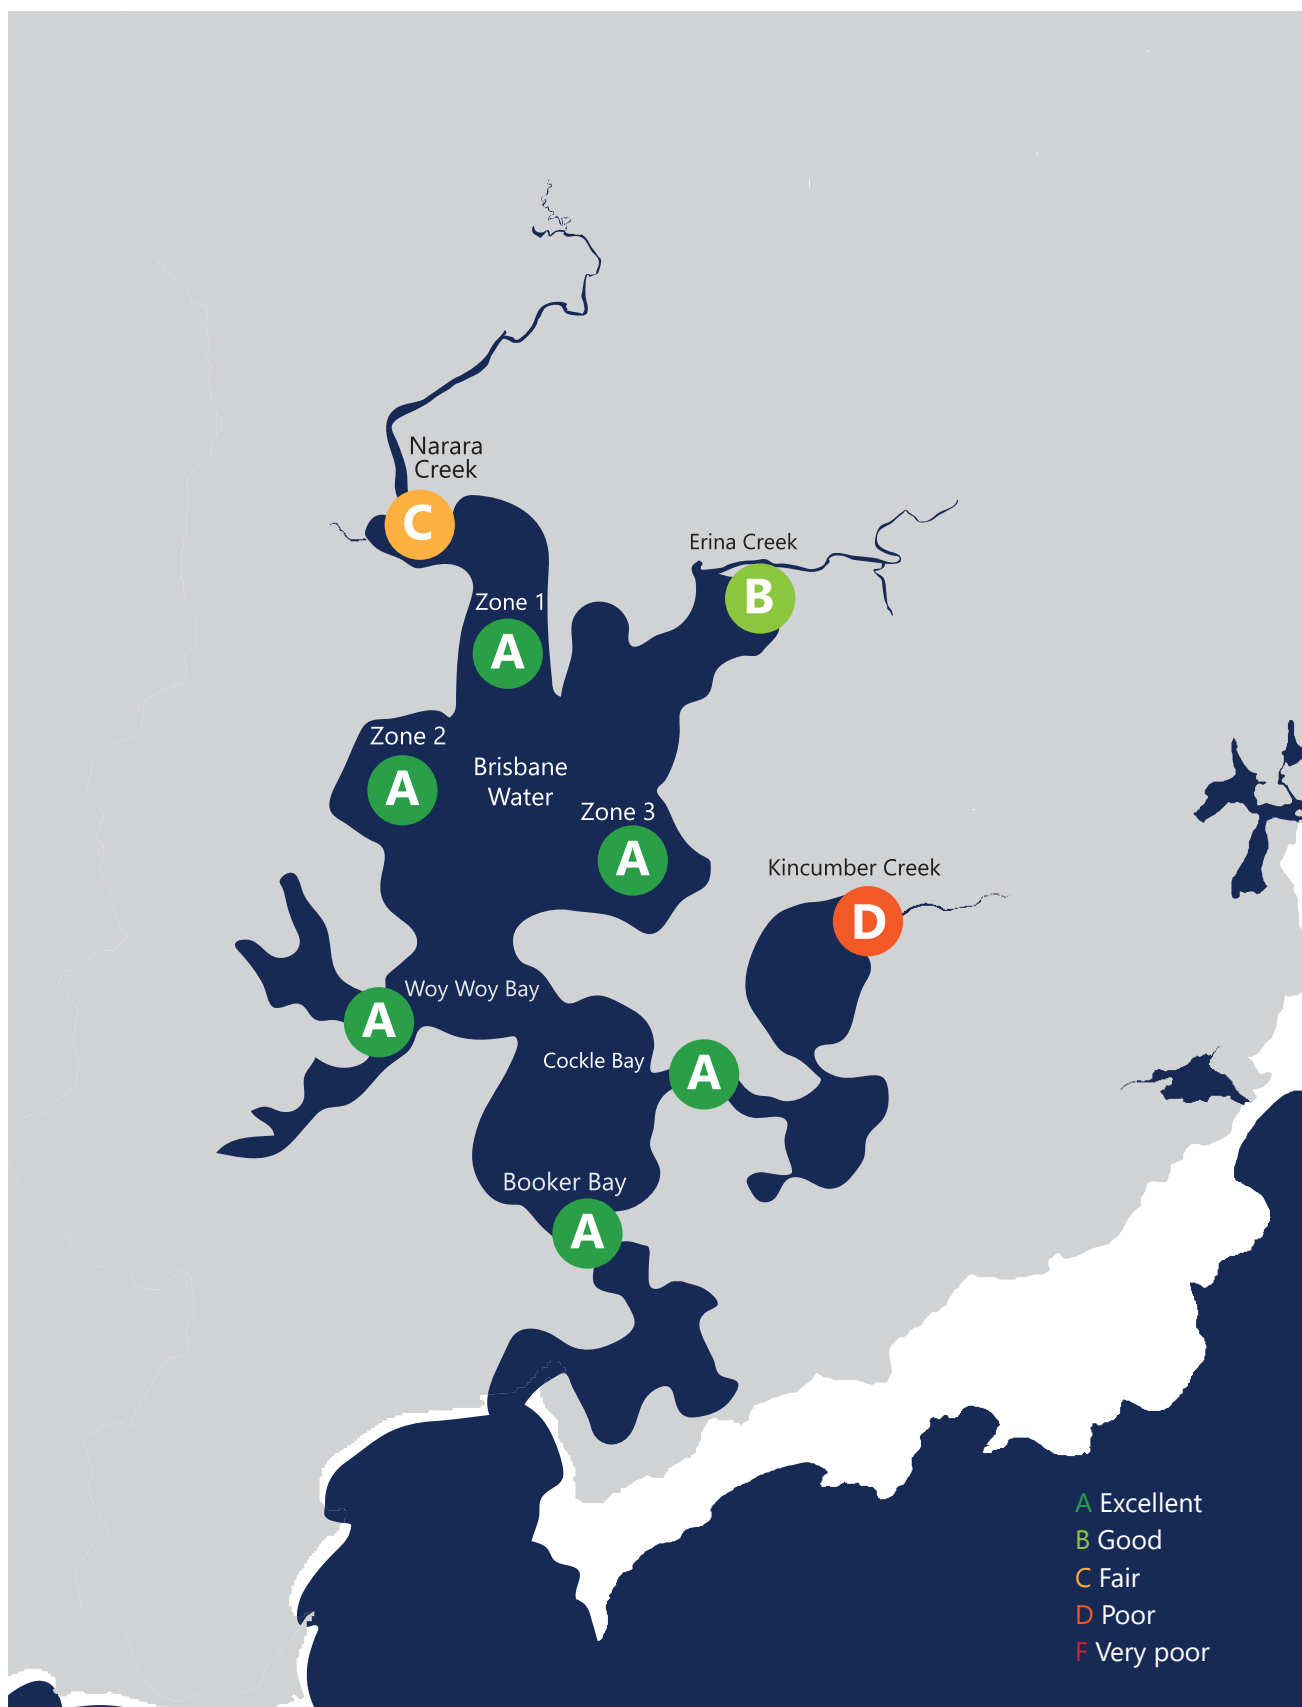 Narara
Creek
C
Erina Creek
B
Zone 1
A
Zone 2
A
Brisbane
Water
Zone 3
A
Kincumber Creek
D
Woy Woy Bay
A
Cockle Bay
A
Booker Bay
A
A Excellent
B Good
C Fair
D Poor
F Very poor